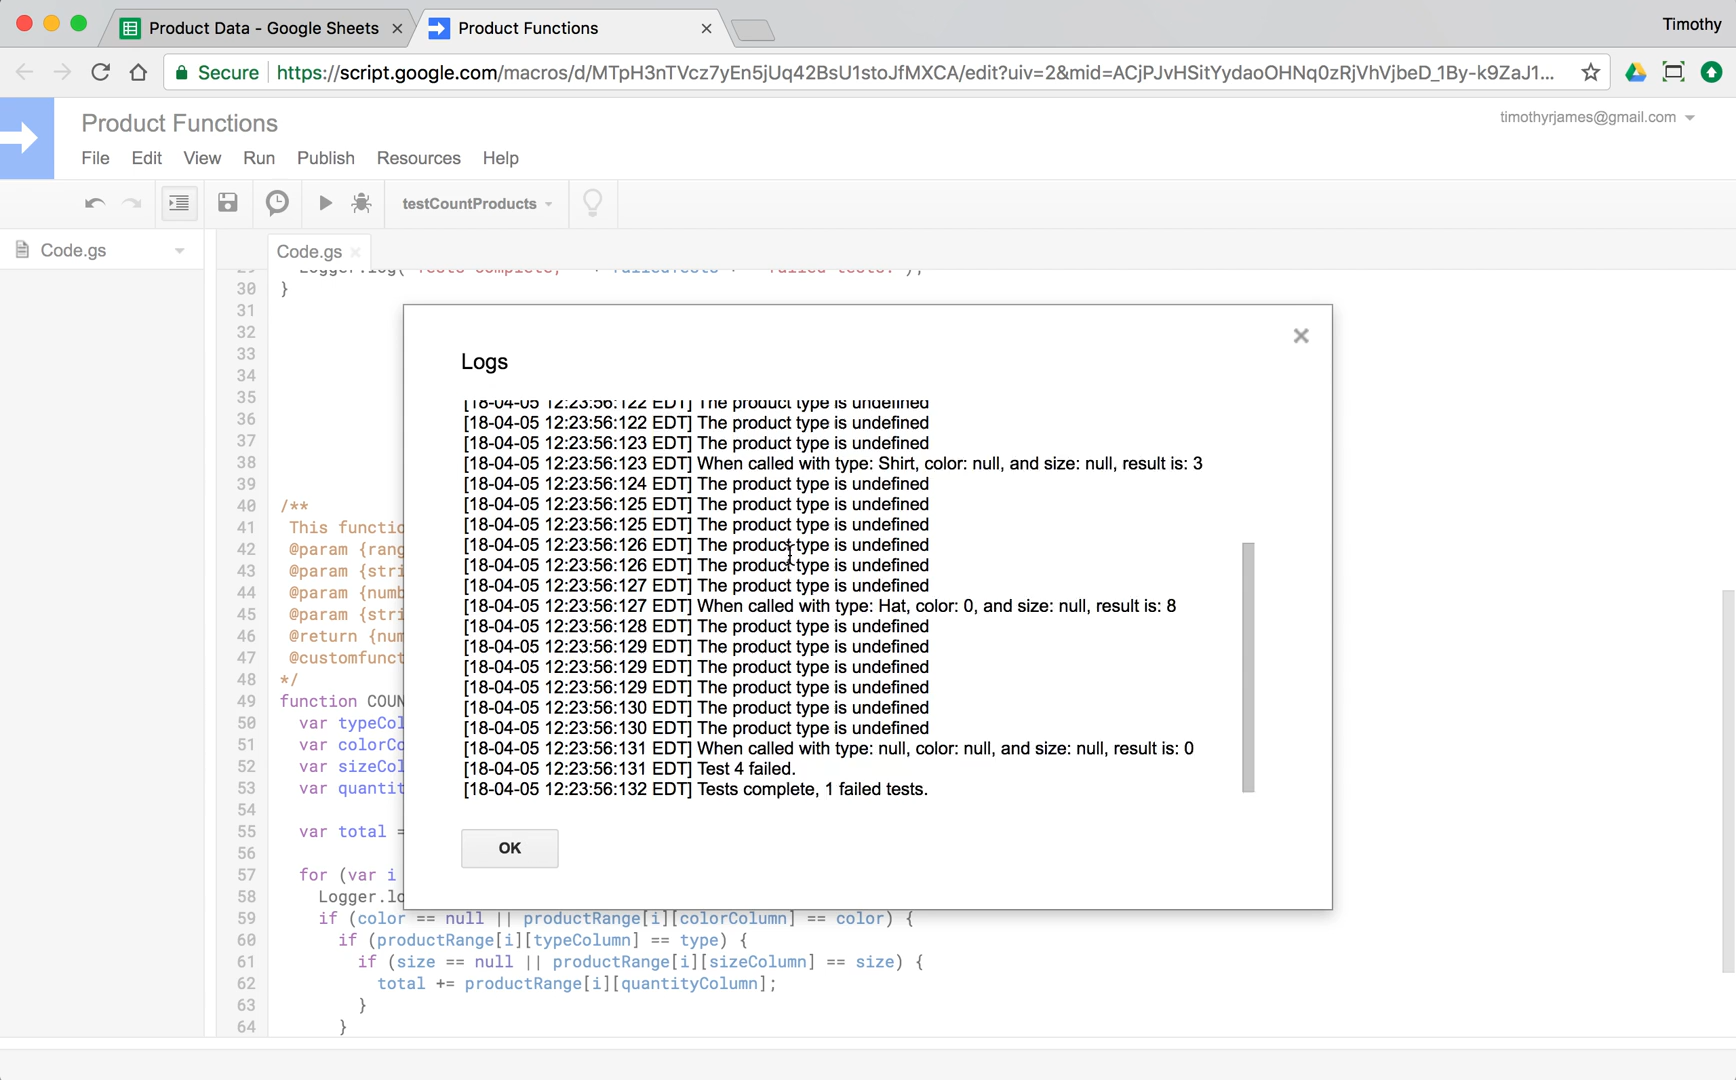 Product Data - Google Sheets
Product Functions
Timothy
Secure
https://script.google.com/macros/d/MTpH3nTVcz7yEn5jUq42BsU1stoJfMXCA/edit?uiv=2&mid=ACjPJvHSitYydaoOHNq0zRjVhVjbeD_1By-k9ZaJ1...
Product Functions
timothyrjames@gmail.com
File Edit View Run Publish Resources Help
testCountProducts
Code.gs
Code.gs
30 }
31
32
33
34
35
36
37
38
39
40 /**
41 This functio
42 @param {rang
43 @param {stri
44 @param {numb
45 @param {stri
46 @return {num
47 @customfunct
48 */
49 function COUN
50 var typeCol
51 var colorCo
52 var sizeCol
53 var quantit
54
55 var total =
56
57 for (var i
58 Logger.lo
59 if (color == null || productRange[i][colorColumn] == color) {
60 if (productRange[i][typeColumn] == type) {
61 if (size == null || productRange[i][sizeColumn] == size) {
62 total += productRange[i][quantityColumn];
63 }
64 }
Logs
[18-04-05 12:23:56:122 EDT] The product type is undefined
[18-04-05 12:23:56:122 EDT] The product type is undefined
[18-04-05 12:23:56:123 EDT] The product type is undefined
[18-04-05 12:23:56:123 EDT] When called with type: Shirt, color: null, and size: null, result is: 3
[18-04-05 12:23:56:124 EDT] The product type is undefined
[18-04-05 12:23:56:125 EDT] The product type is undefined
[18-04-05 12:23:56:125 EDT] The product type is undefined
[18-04-05 12:23:56:126 EDT] The product type is undefined
[18-04-05 12:23:56:126 EDT] The product type is undefined
[18-04-05 12:23:56:127 EDT] The product type is undefined
[18-04-05 12:23:56:127 EDT] When called with type: Hat, color: 0, and size: null, result is: 8
[18-04-05 12:23:56:128 EDT] The product type is undefined
[18-04-05 12:23:56:129 EDT] The product type is undefined
[18-04-05 12:23:56:129 EDT] The product type is undefined
[18-04-05 12:23:56:129 EDT] The product type is undefined
[18-04-05 12:23:56:130 EDT] The product type is undefined
[18-04-05 12:23:56:130 EDT] The product type is undefined
[18-04-05 12:23:56:131 EDT] When called with type: null, color: null, and size: null, result is: 0
[18-04-05 12:23:56:131 EDT] Test 4 failed.
[18-04-05 12:23:56:132 EDT] Tests complete, 1 failed tests.
OK